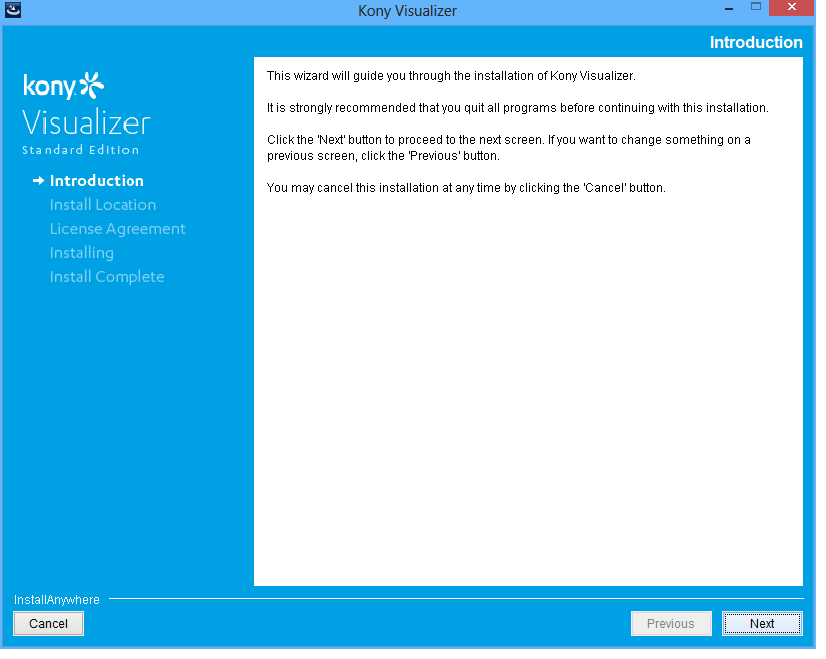 Kony Visualizer
Introduction
kony
Visualizer
Standard Edition
Introduction
Install Location
License Agreement
Installing
Install Complete
This wizard will guide you through the installation of Kony Visualizer.
It is strongly recommended that you quit all programs before continuing with this installation.
Click the 'Next' button to proceed to the next screen. If you want to change something on a
previous screen, click the 'Previous' button.
You may cancel this installation at any time by clicking the 'Cancel' button.
InstallAnywhere
Cancel
Previous
Next